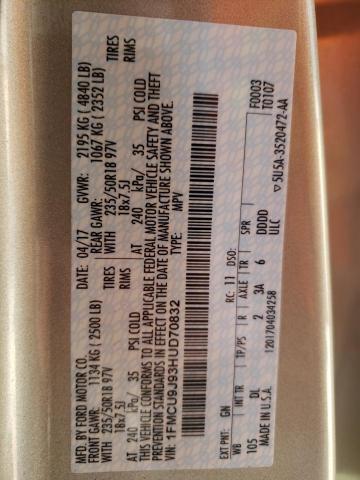 MFD. BY FORD MOTOR CO.
DATE: 04/17 GVWR: 2195 KG ( 4840 LB)
FRONT GAWR: 1134 KG ( 2500 LB) REAR GAWR: 1067 KG ( 2352 LB)
WITH 235/50R18 97V TIRES WITH 235/50R18 97V TIRES
18x7.5J RIMS 18x7.5J RIMS
AT 240 kPa/ 35 PSI COLD AT 240 kPa/ 35 PSI COLD
THIS VEHICLE CONFORMS TO ALL APPLICABLE FEDERAL MOTOR VEHICLE SAFETY AND THEFT
PREVENTION STANDARDS IN EFFECT ON THE DATE OF MANUFACTURE SHOWN ABOVE.
VIN: 1FMCU9J93HUD70832 TYPE: MPV
F0003
T0107
EXT PNT: GN RC: 11 DSO:
WB INT TR TP/PS R AXLE TR SPR
105 DL 2 3A 6 DDDD
MADE IN U.S.A. ULC
1201704034258 ▽5U5A-3520472-AA